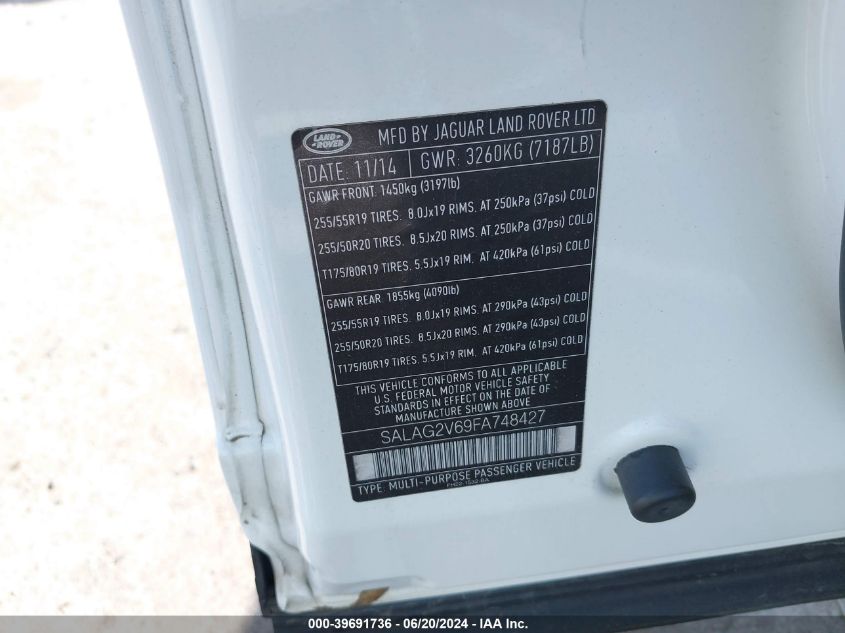 LAND-
ROVER
MFD BY JAGUAR LAND ROVER LTD
DATE: 11/14 GWR: 3260KG (7187LB)
GAWR FRONT: 1450kg (3197lb)
255/55R19 TIRES. 8.0Jx19 RIMS. AT 250kPa (37psi) COLD
255/50R20 TIRES. 8.5Jx20 RIMS. AT 250kPa (37psi) COLD
T175/80R19 TIRES. 5.5Jx19 RIM. AT 420kPa (61psi) COLD
GAWR REAR: 1855kg (4090lb)
255/55R19 TIRES. 8.0Jx19 RIMS. AT 290kPa (43psi) COLD
255/50R20 TIRES. 8.5Jx20 RIMS. AT 290kPa (43psi) COLD
T175/80R19 TIRES. 5.5Jx19 RIM. AT 420kPa (61psi) COLD
THIS VEHICLE CONFORMS TO ALL APPLICABLE
U.S. FEDERAL MOTOR VEHICLE SAFETY
STANDARDS IN EFFECT ON THE DATE OF
MANUFACTURE SHOWN ABOVE
SALAG2V69FA748427
TYPE: MULTI-PURPOSE PASSENGER VEHICLE
000-39691736 - 06/20/2024 - IAAI.com